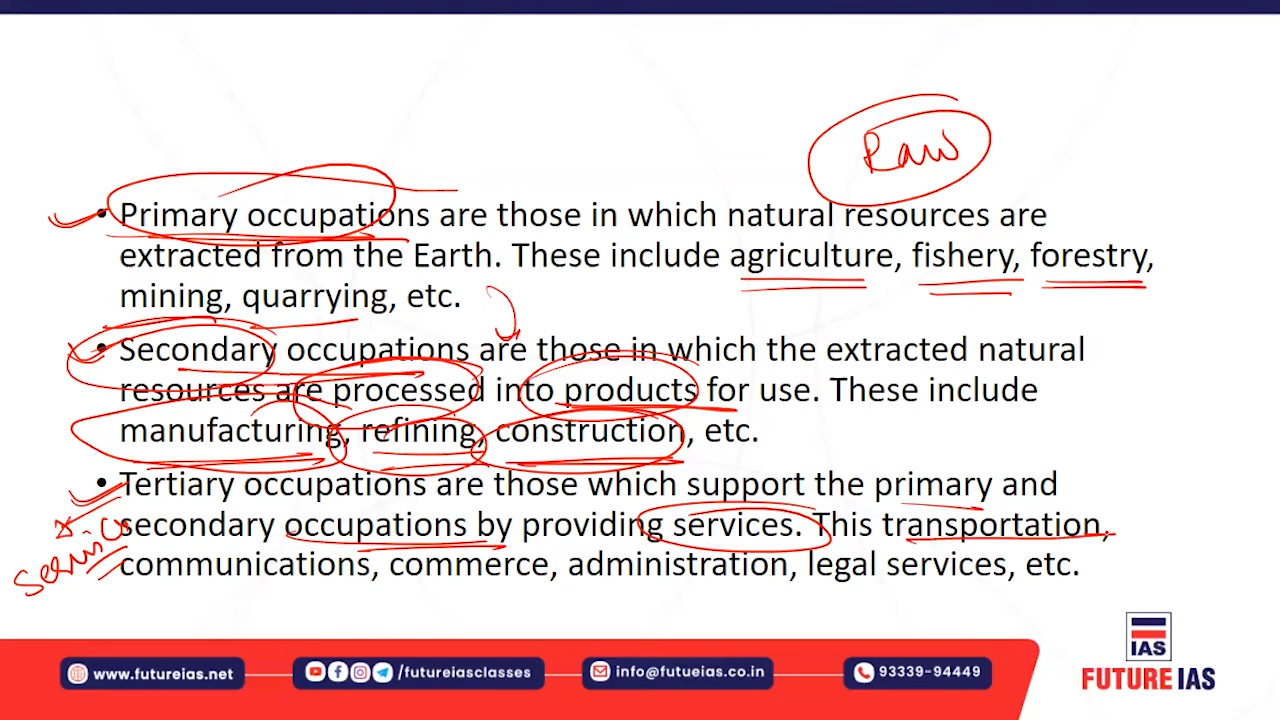 Raw
• Primary occupations are those in which natural resources are
extracted from the Earth. These include agriculture, fishery, forestry,
mining, quarrying, etc.
• Secondary occupations are those in which the extracted natural
resources are processed into products for use. These include
manufacturing, refining, construction, etc.
• Tertiary occupations are those which support the primary and
secondary occupations by providing services. This transportation,
communications, commerce, administration, legal services, etc.
IAS
FUTURE IAS
www.futureias.net
/futureiasclasses
info@futueias.co.in
93339-94449